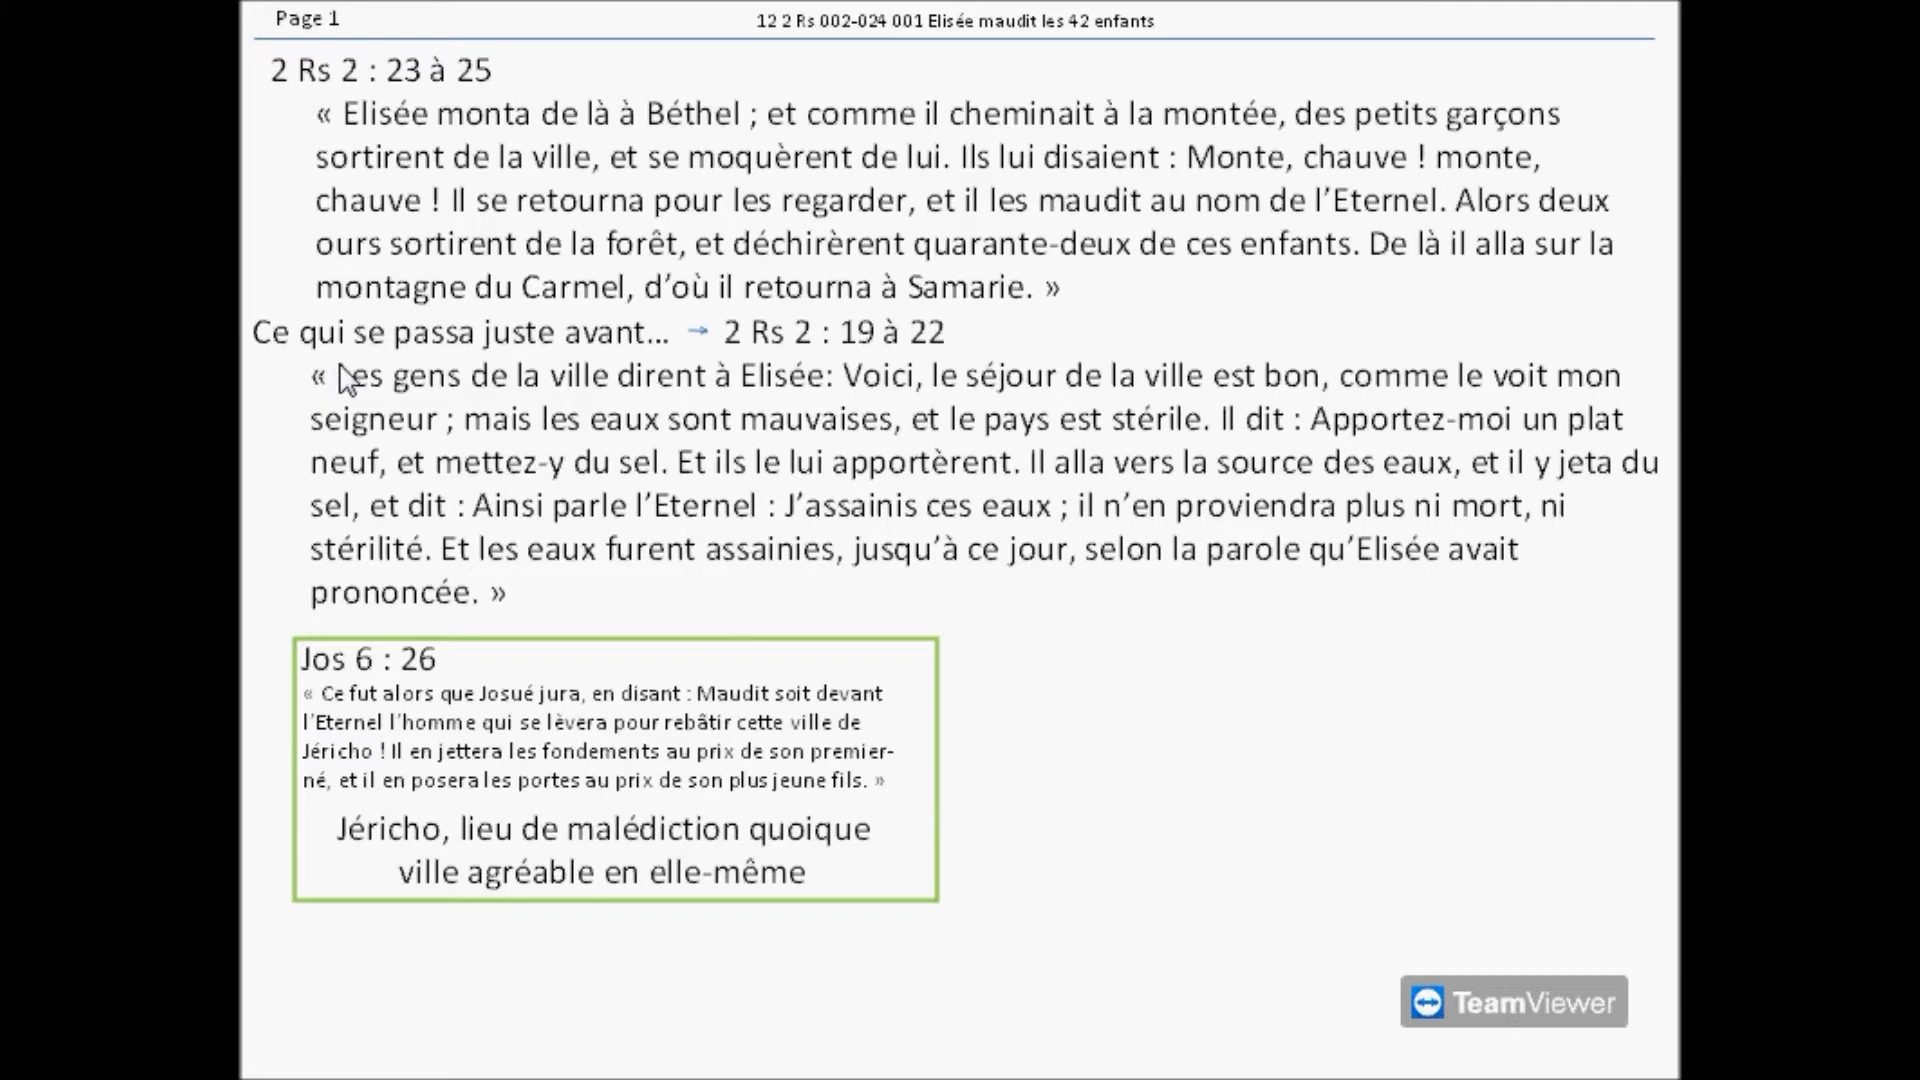 Page 1
12 2 Rs 002-024 001 Elisée maudit les 42 enfants
2 Rs 2 : 23 à 25
« Elisée monta de là à Béthel ; et comme il cheminait à la montée, des petits garçons
sortirent de la ville, et se moquèrent de lui. Ils lui disaient : Monte, chauve ! monte,
chauve ! Il se retourna pour les regarder, et il les maudit au nom de l’Eternel. Alors deux
ours sortirent de la forêt, et déchirèrent quarante-deux de ces enfants. De là il alla sur la
montagne du Carmel, d’où il retourna à Samarie. »
Ce qui se passa juste avant... → 2 Rs 2 : 19 à 22
« Les gens de la ville dirent à Elisée: Voici, le séjour de la ville est bon, comme le voit mon
seigneur ; mais les eaux sont mauvaises, et le pays est stérile. Il dit : Apportez-moi un plat
neuf, et mettez-y du sel. Et ils le lui apportèrent. Il alla vers la source des eaux, et il y jeta du
sel, et dit : Ainsi parle l’Eternel : J’assainis ces eaux ; il n’en proviendra plus ni mort, ni
stérilité. Et les eaux furent assainies, jusqu’à ce jour, selon la parole qu’Elisée avait
prononcée. »
Jos 6 : 26
« Ce fut alors que Josué jura, en disant : Maudit soit devant
l’Eternel l’homme qui se lèvera pour rebâtir cette ville de
Jéricho ! Il en jettera les fondements au prix de son premier-
né, et il en posera les portes au prix de son plus jeune fils. »
Jéricho, lieu de malédiction quoique
ville agréable en elle-même
TeamViewer